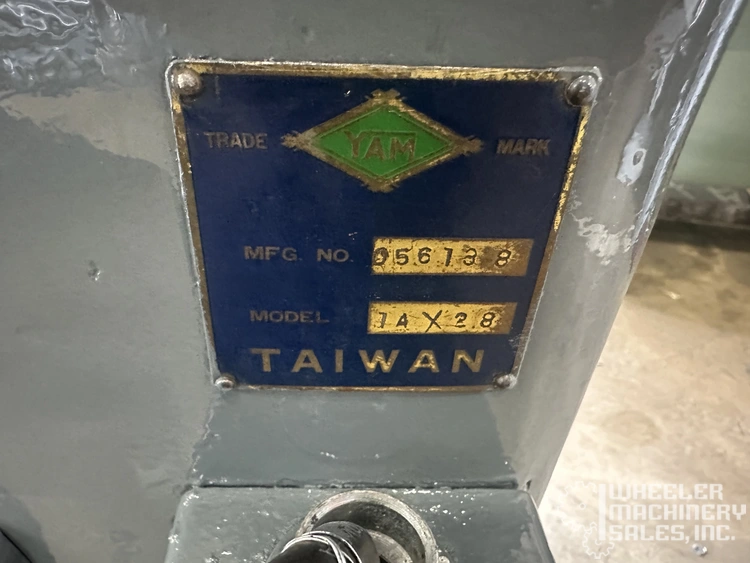 TRADE YAM MARK
MFG. NO. 056138
MODEL 14X28
TAIWAN
WHEELER
MACHINERY
SALES, INC.